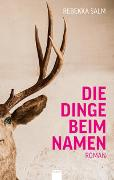 REBEKKA SALM
DIE
DINGE
BEIM
NAMEN
ROMAN